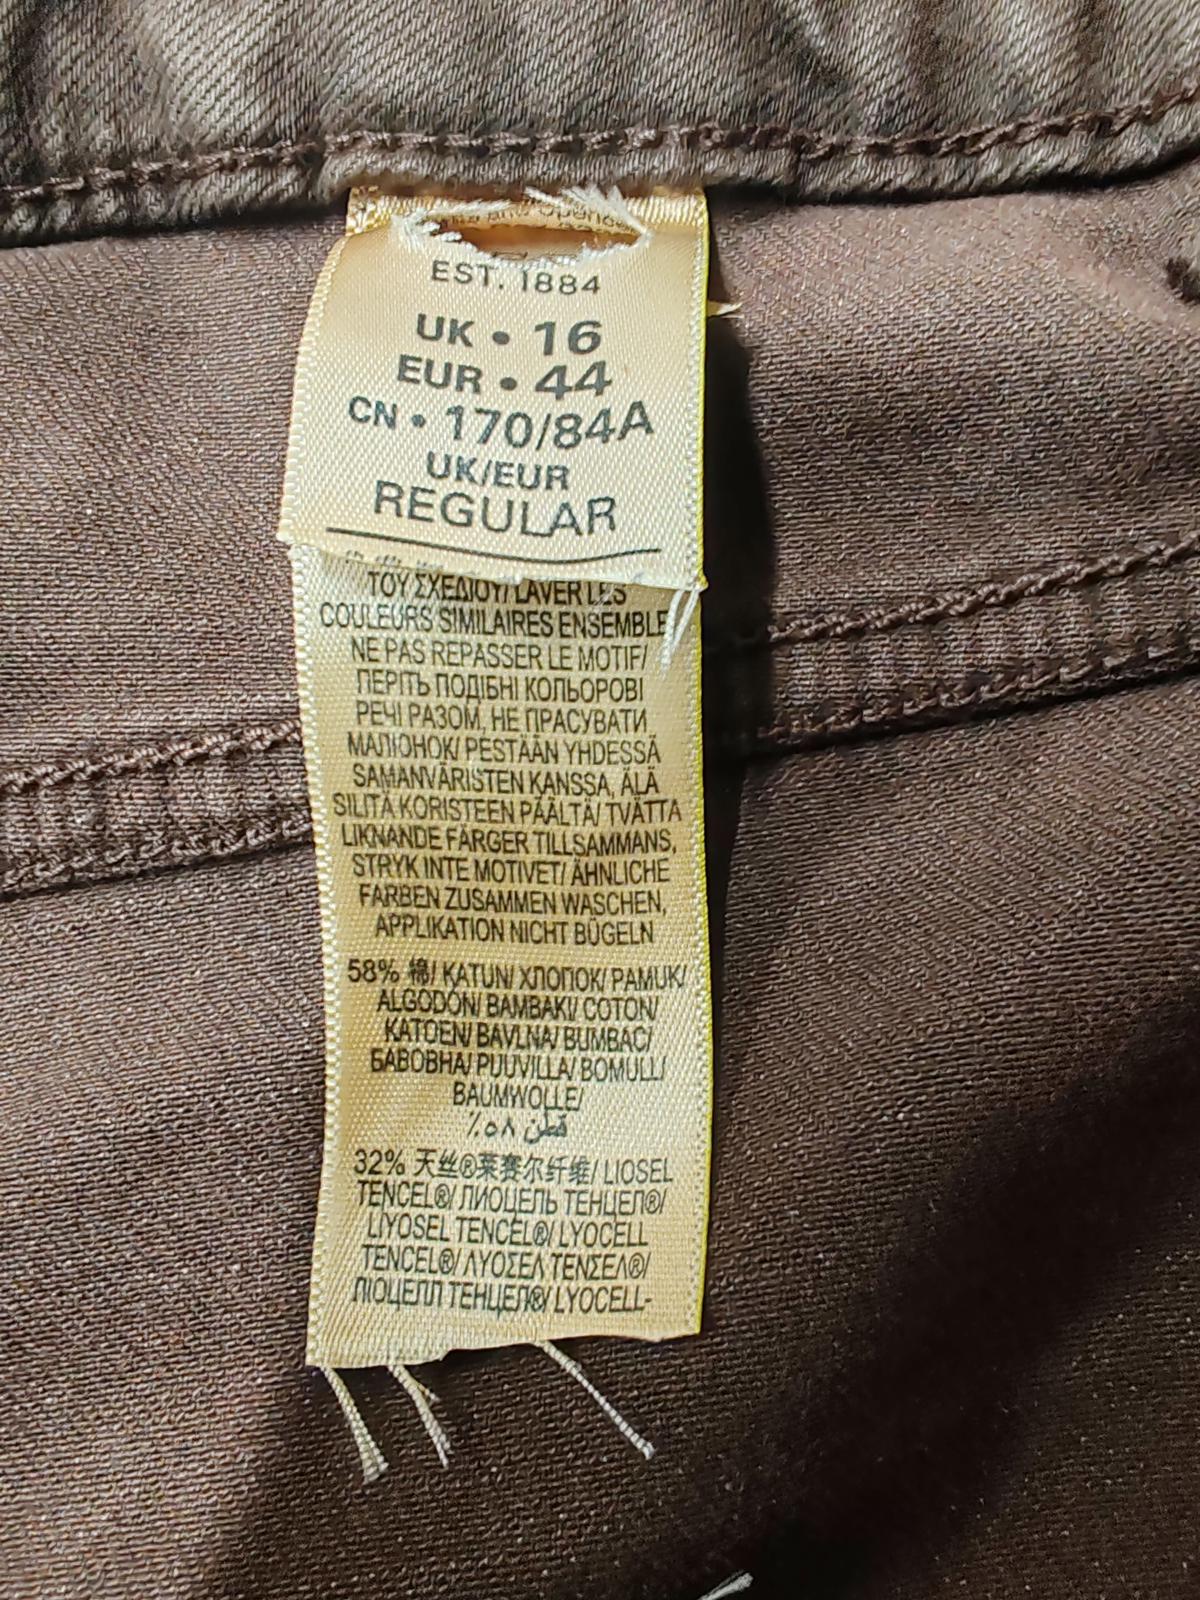 EST. 1884
UK • 16
EUR • 44
CN • 170/84A
UK/EUR
REGULAR
ΤΟΥ ΣΧΕΔΙΟΥ/ LAVER LES
COULEURS SIMILAIRES ENSEMBLE
NE PAS REPASSER LE MOTIF/
ПЕРІТЬ ПОДІБНІ КОЛЬОРОВІ
РЕЧІ РАЗОМ, НЕ ПРАСУВАТИ
МАЛЮНОК/ PESTÄÄN YHDESSÄ
SAMANVÄRISTEN KANSSA, ÄLÄ
SILITÄ KORISTEEN PÄÄLTÄ/ TVÄTTA
LIKNANDE FÄRGER TILLSAMMANS,
STRYK INTE MOTIVET/ ÄHNLICHE
FARBEN ZUSAMMEN WASCHEN,
APPLIKATION NICHT BÜGELN
58% 棉/ KATUN/ ХЛОПОК/ PAMUK/
ALGODÓN/ BAMBAKI/ COTON/
KATOEN/ BAVLNA/ BUMBAC/
БАВОВНА/ PUUVILLA/ BOMULL/
BAUMWOLLE/
قطن ٥٨٪
32% 天丝®莱赛尔纤维/ LIOSEL
TENCEL®/ ЛИОЦЕЛЬ ТЕНЦЕЛ®/
LİYOSEL TENCEL®/ LYOCELL
TENCEL®/ ΛΥΟΣΕΛ ΤΕΝΣΕΛ®/
ЛІОЦЕЛЛ ТЕНЦЕЛ®/ LYOCELL-